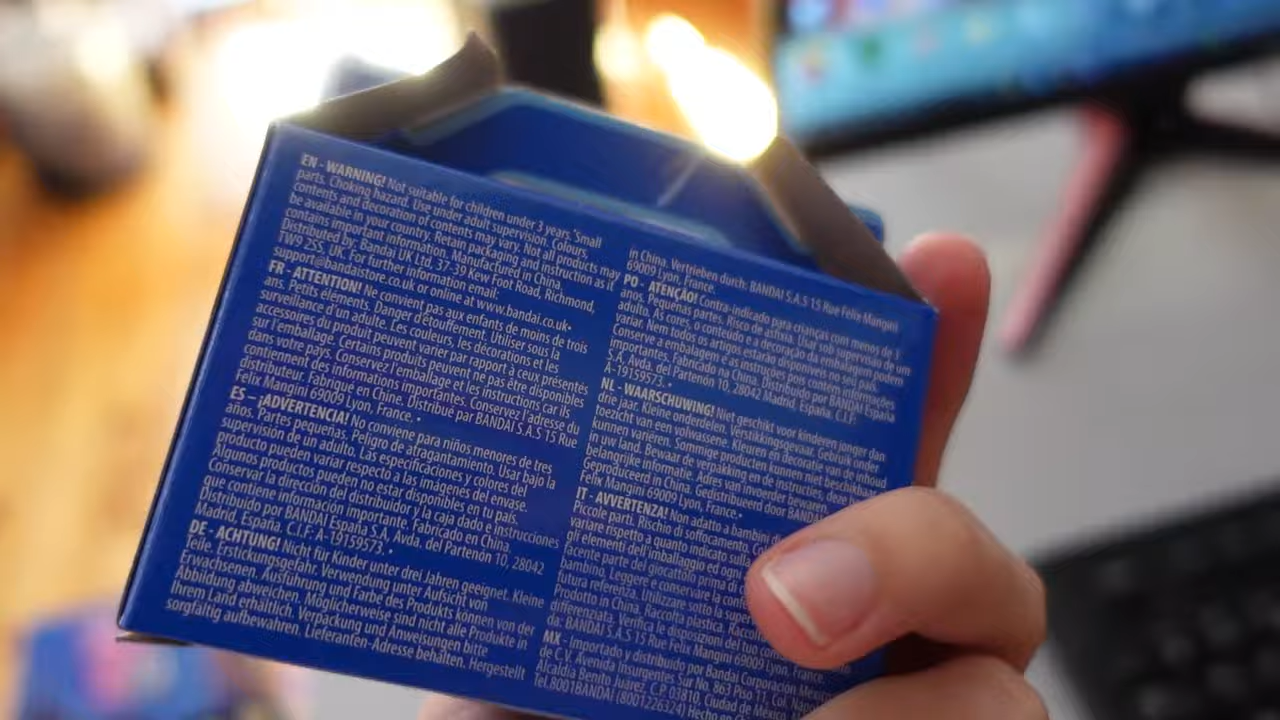 EN - WARNING! Not suitable for children under 3 years. Small
parts. Choking hazard. Use under adult supervision. Colours,
contents and decoration of contents may vary. Not all products may
be available in your country. Retain packaging and instruction as it
contains important information. Manufactured in China.
Distributed by: Bandai UK Ltd, 37-39 Kew Foot Road, Richmond,
TW9 2SS, UK. For further information email:
support@bandaistore.co.uk or online at www.bandai.co.uk•
FR - ATTENTION! Ne convient pas aux enfants de moins de trois
ans. Petits éléments. Danger d'étouffement. Utiliser sous la
surveillance d'un adulte. Les couleurs, les décorations et les
accessoires du produit peuvent varier par rapport à ceux présentés
sur l'emballage. Certains produits peuvent ne pas être disponibles
dans votre pays. Conservez l'emballage et les instructions car ils
contiennent des informations importantes. Conservez l'adresse du
distributeur. Fabriqué en Chine. Distribué par BANDAI S.A.S 15 Rue
Felix Mangini 69009 Lyon, France. •
ES – ¡ADVERTENCIA! No conviene para niños menores de tres
años. Partes pequeñas. Peligro de atragantamiento. Usar bajo la
supervisión de un adulto. Las especificaciones y colores del
producto pueden variar respecto a las imágenes del envase.
Algunos productos pueden no estar disponibles en tu país.
Conservar la dirección del distribuidor y la caja dado e instrucciones
que contiene información importante. Fabricado en China.
Distribuido por BANDAI España S.A, Avda. del Partenón 10, 28042
Madrid, España. C.I.F. A-19159573. •
DE - ACHTUNG! Nicht für Kinder unter drei Jahren geeignet. Kleine
Teile. Erstickungsgefahr. Verwendung unter Aufsicht von
Erwachsenen. Ausführung und Farbe des Produkts können von der
Abbildung abweichen. Möglicherweise sind nicht alle Produkte in
Ihrem Land erhältlich. Verpackung und Anweisungen bitte
sorgfältig aufbewahren. Lieferanten-Adresse behalten. Hergestellt
in China. Vertrieben durch: BANDAI S.A.S 15 Rue Félix Mangini
69009 Lyon, France.
PO - ATENÇÃO! Contra-indicado para crianças com menos de 3
anos. Pequenas partes. Risco de asfixia. Usar sob supervisão de um
adulto. As cores, o conteúdo e a decoração da embalagem podem
variar. Nem todos os artigos estarão disponíveis no seu país.
Conserve a embalagem e as instruções pois contém informações
importantes. Fabricado na China. Distribuído por BANDAI España
S.A, Avda. del Partenón 10, 28042 Madrid, España. C.I.F.
A-19159573. •
NL - WAARSCHUWING! Niet geschikt voor kinderen jonger dan
drie jaar. Kleine onderdelen. Verstikkingsgevaar. Gebruik onder
toezicht van een volwassene. Kleuren en decoratie van de inhoud
kunnen variëren. Sommige producten kunnen niet beschikbaar
in uw land. Bewaar de verpakking en instructies, deze
belangrijke informatie. Adres van invoerder bewaren.
Geproduceerd in China. Gedistribueerd door BANDAI
Felix Mangini 69009 Lyon, France.•
IT - AVVERTENZA! Non adatto a bambini
Piccole parti. Rischio di soffocamento.
variare rispetto a quanto indicato sulla
gli elementi dell'imballaggio ed ogni
facente parte del giocattolo prima di
bambino. Leggere e conservare
futura referenza. Utilizzare sotto la
Prodotto in China. Raccolta plastica. Raccolta
differenziata. Verifica le disposizioni del tuo
da: BANDAI S.A.S 15 Rue Felix Mangini 69009 Lyon, France.
MX - Importado y distribuido por Bandai Corporacion Mexico
de C.V. Avenida Insurgentes Sur No. 863 Piso 11, Col.
Alcaldía Benito Juárez, C.P. 03810, Ciudad de México,
Tel.8001BANDAI (8001226324) Hecho en